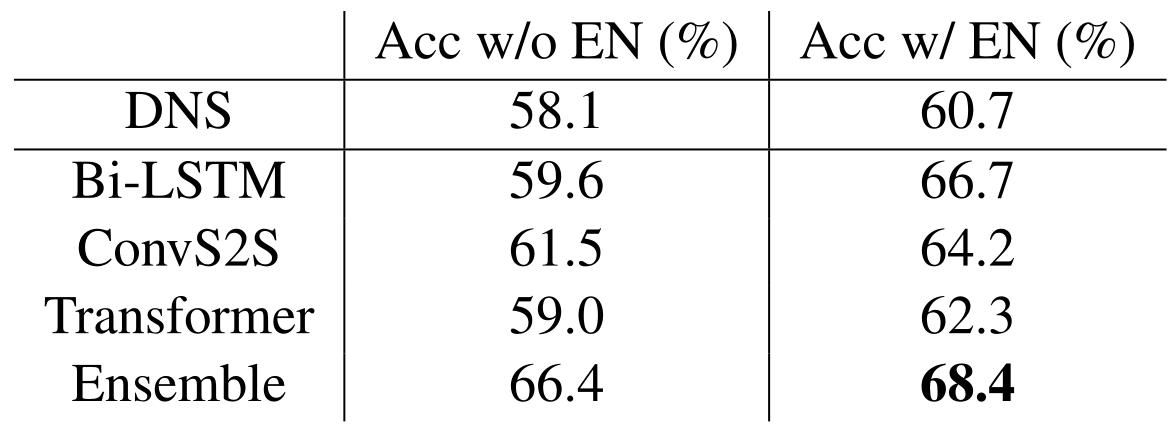 Acc w/o EN (%) Acc w/ EN (%)
DNS 58.1 60.7
Bi-LSTM 59.6 66.7
ConvS2S 61.5 64.2
Transformer 59.0 62.3
Ensemble 66.4 68.4